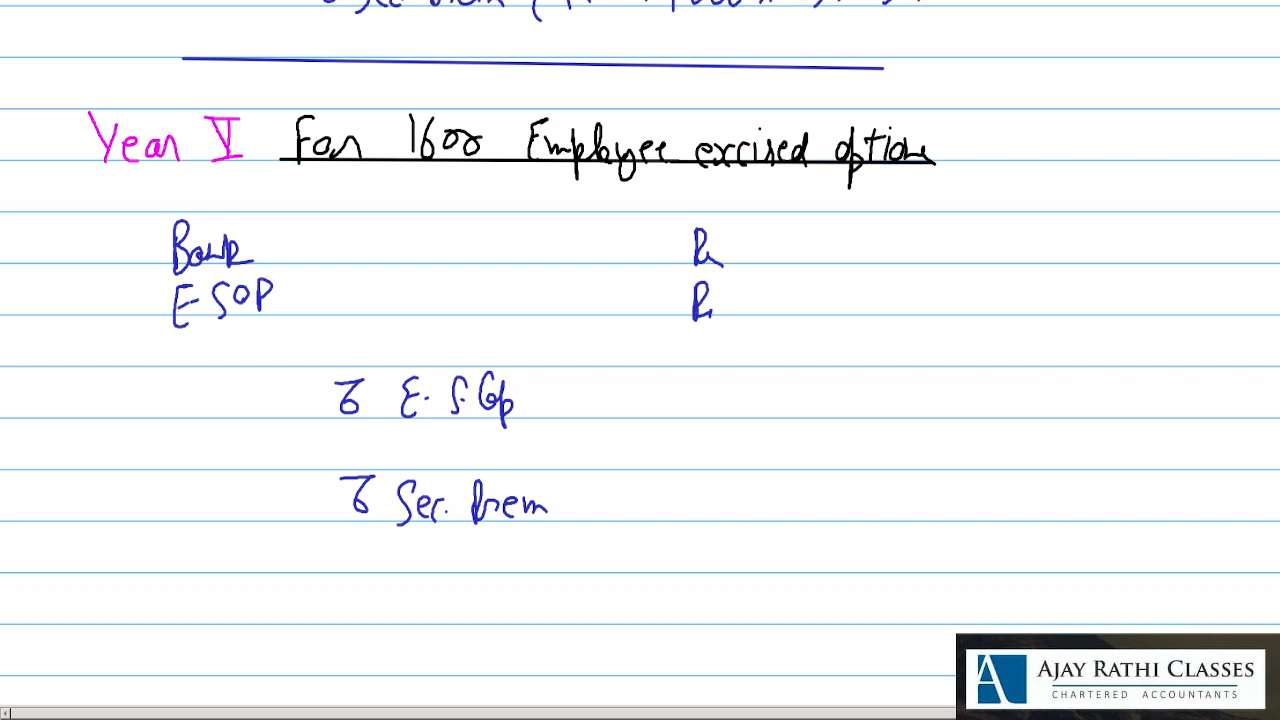 Year V For 1600 Employee excised option
Bank Dr
ESOP Dr
To E. S. Cap
To Sec. Prem
AJAY RATHI CLASSES
CHARTERED ACCOUNTANTS